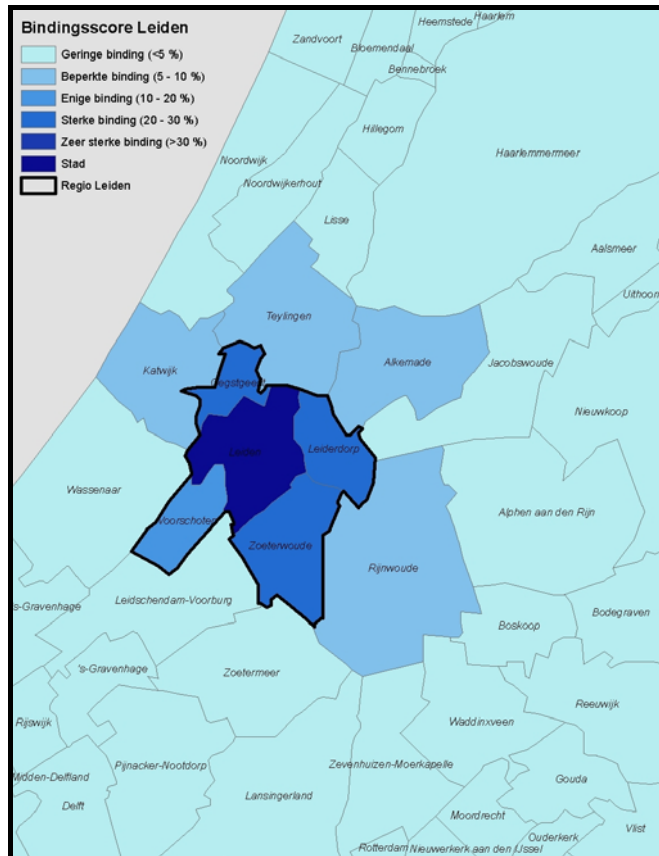 Bindingsscore Leiden
Geringe binding (<5 %)
Beperkte binding (5 - 10 %)
Enige binding (10 - 20 %)
Sterke binding (20 - 30 %)
Zeer sterke binding (>30 %)
Stad
Regio Leiden
Haarlem
Heemstede
Zandvoort
Bloemendaal
Bennebroek
Hillegom
Haarlemmermeer
Noordwijk
Noordwijkerhout
Lisse
Aalsmeer
Uithoorn
Teylingen
Katwijk
Alkemade
Jacobswoude
Oegstgeest
Nieuwkoop
Leiden
Leiderdorp
Wassenaar
Alphen aan den Rijn
Voorschoten
Zoeterwoude
Rijnwoude
Leidschendam-Voorburg
's-Gravenhage
Bodegraven
Boskoop
's-Gravenhage
Zoetermeer
Reeuwijk
Rijswijk
Waddinxveen
Pijnacker-Nootdorp
Zevenhuizen-Moerkapelle
Midden-Delfland
Gouda
Lansingerland
Delft
Moordrecht
Vlist
Ouderkerk
Rotterdam
Nieuwerkerk aan den IJssel